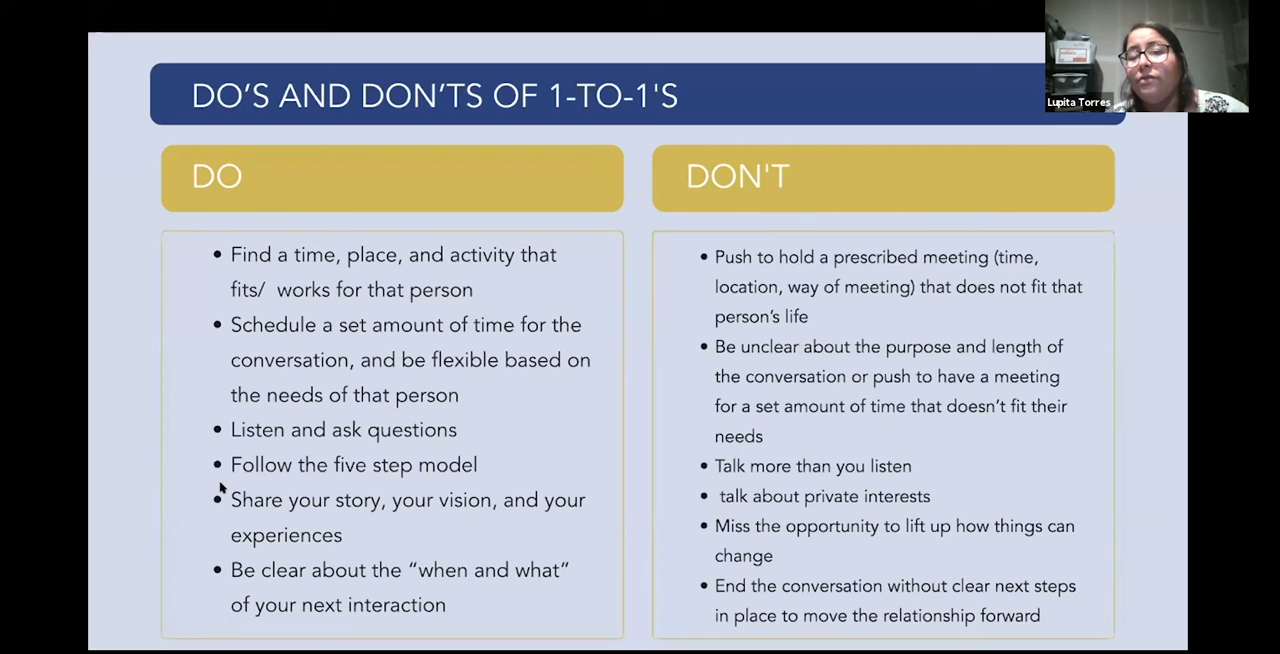 DO'S AND DON'TS OF 1-TO-1'S
Lupita Torres
DO
• Find a time, place, and activity that
fits/ works for that person
• Schedule a set amount of time for the
conversation, and be flexible based on
the needs of that person
• Listen and ask questions
• Follow the five step model
• Share your story, your vision, and your
experiences
• Be clear about the “when and what”
of your next interaction
DON'T
• Push to hold a prescribed meeting (time,
location, way of meeting) that does not fit that
person’s life
• Be unclear about the purpose and length of
the conversation or push to have a meeting
for a set amount of time that doesn’t fit their
needs
• Talk more than you listen
• talk about private interests
• Miss the opportunity to lift up how things can
change
• End the conversation without clear next steps
in place to move the relationship forward